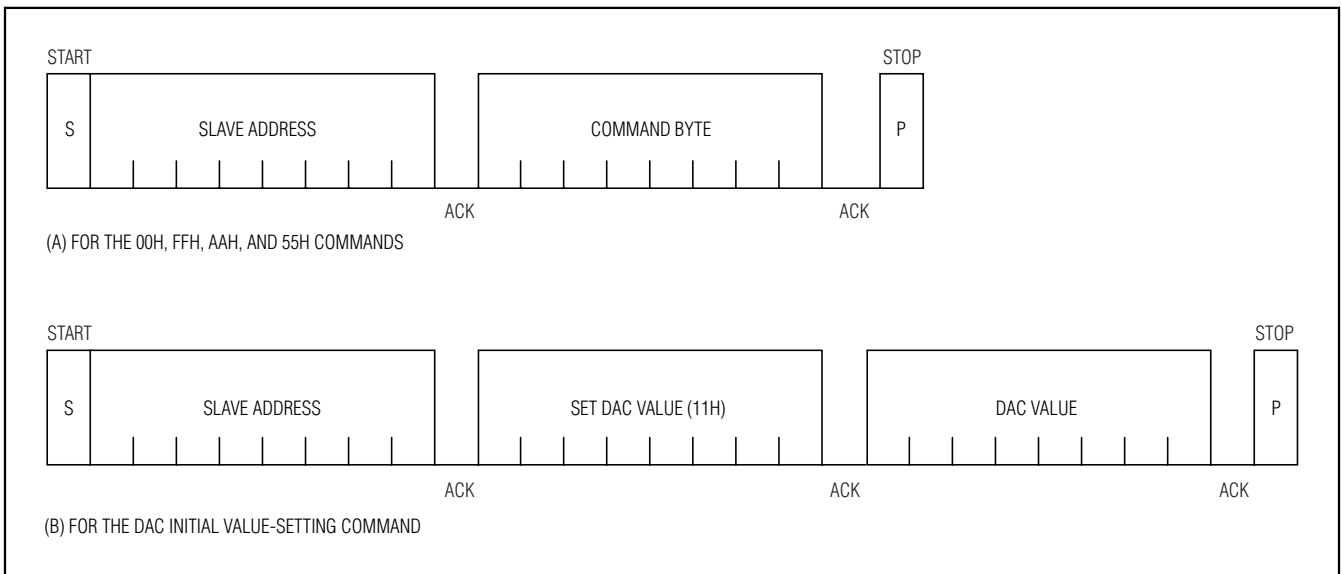 START STOP
S SLAVE ADDRESS COMMAND BYTE P
ACK ACK
(A) FOR THE 00H, FFH, AAH, AND 55H COMMANDS
START STOP
S SLAVE ADDRESS SET DAC VALUE (11H) DAC VALUE P
ACK ACK ACK
(B) FOR THE DAC INITIAL VALUE-SETTING COMMAND